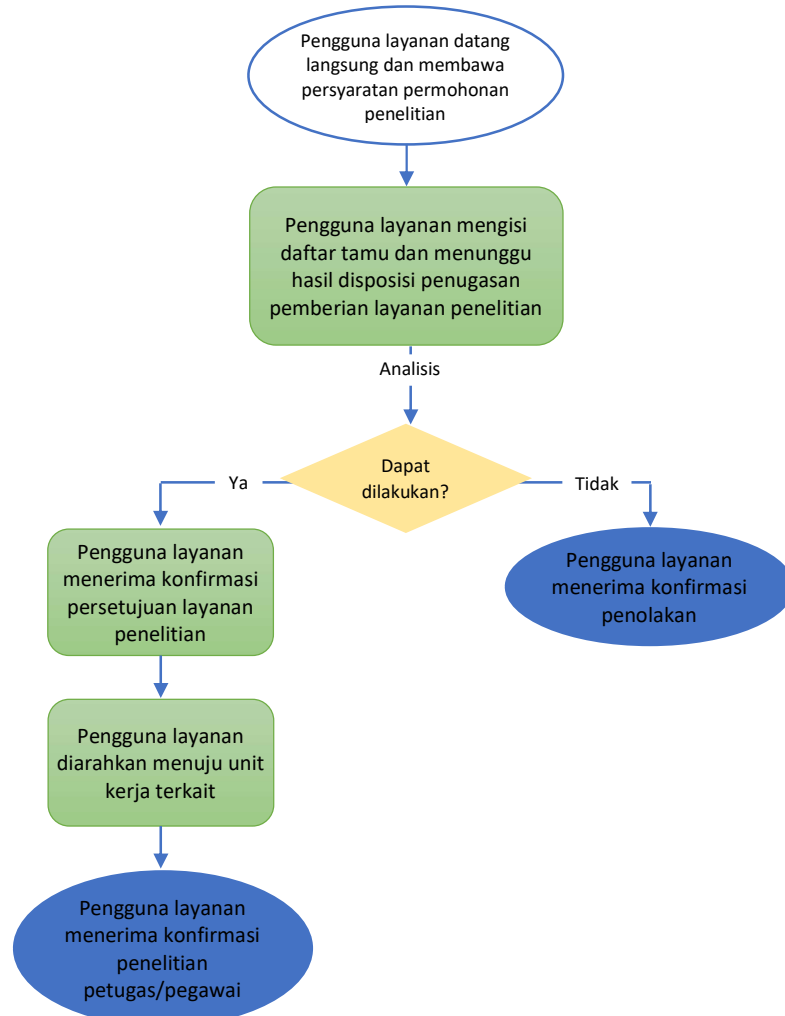 Pengguna layanan datang
langsung dan membawa
persyaratan permohonan
penelitian
Pengguna layanan mengisi
daftar tamu dan menunggu
hasil disposisi penugasan
pemberian layanan penelitian
Analisis
Dapat
dilakukan?
Ya
Tidak
Pengguna layanan
menerima konfirmasi
persetujuan layanan
penelitian
Pengguna layanan
menerima konfirmasi
penolakan
Pengguna layanan
diarahkan menuju unit
kerja terkait
Pengguna layanan
menerima konfirmasi
penelitian
petugas/pegawai